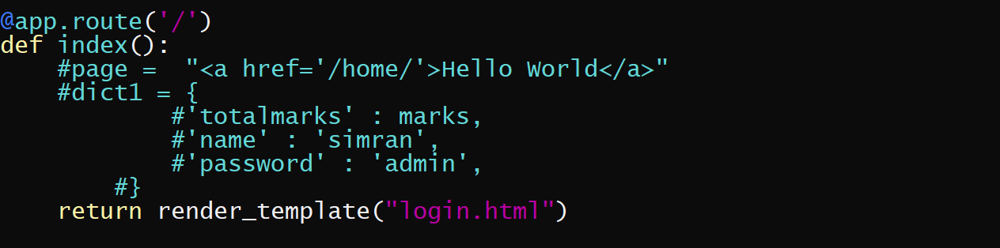 @app.route('/')
def index():
    #page =  "<a href='/home/'>Hello World</a>"
    #dict1 = {
            #'totalmarks' : marks,
            #'name' : 'simran',
            #'password' : 'admin',
        #}
    return render_template("login.html")